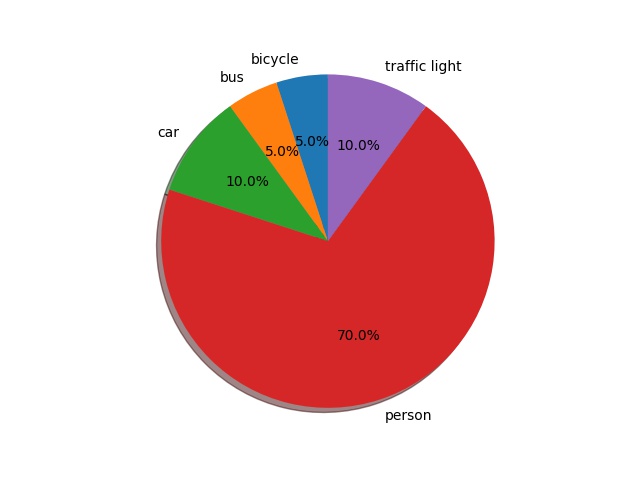 bicycle
traffic light
bus
car
5.0%
10.0%
5.0%
10.0%
70.0%
person